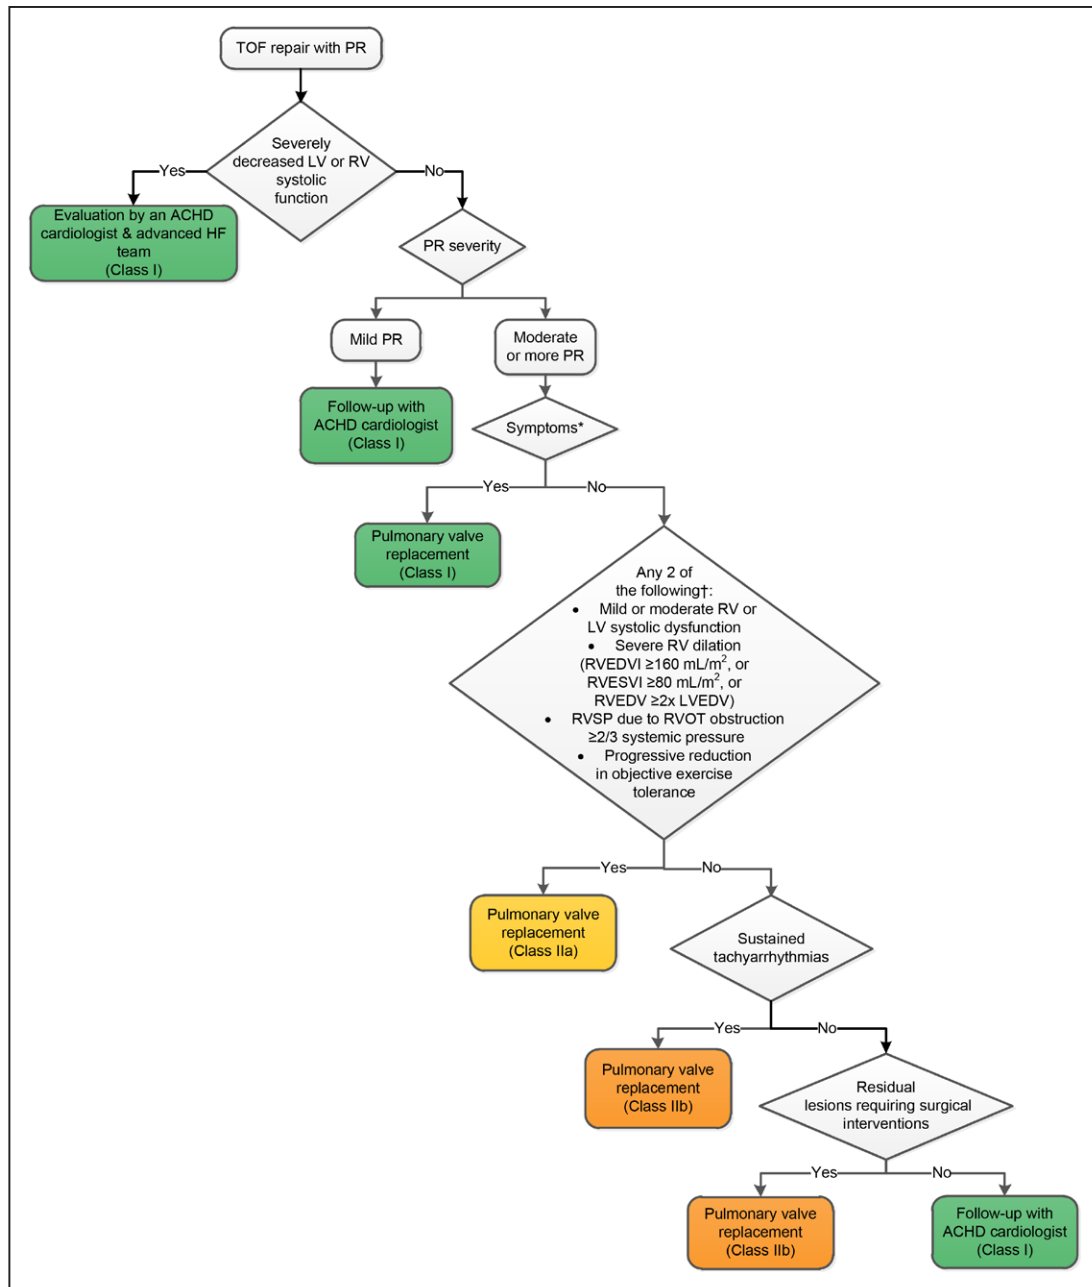 TOF repair with PR
Severely
decreased LV or RV
systolic
function
Yes
No
Evaluation by an ACHD
cardiologist & advanced HF
team
(Class I)
PR severity
Mild PR
Moderate
or more PR
Follow-up with
ACHD cardiologist
(Class I)
Symptoms*
Yes
No
Pulmonary valve
replacement
(Class I)
Any 2 of
the following†:
• Mild or moderate RV or
LV systolic dysfunction
• Severe RV dilation
(RVEDVI ≥160 mL/m², or
RVESVI ≥80 mL/m², or
RVEDV ≥2x LVEDV)
• RVSP due to RVOT obstruction
≥2/3 systemic pressure
• Progressive reduction
in objective exercise
tolerance
Yes
No
Pulmonary valve
replacement
(Class IIa)
Sustained
tachyarrhythmias
Yes
No
Pulmonary valve
replacement
(Class IIb)
Residual
lesions requiring surgical
interventions
Yes
No
Pulmonary valve
replacement
(Class IIb)
Follow-up with
ACHD cardiologist
(Class I)